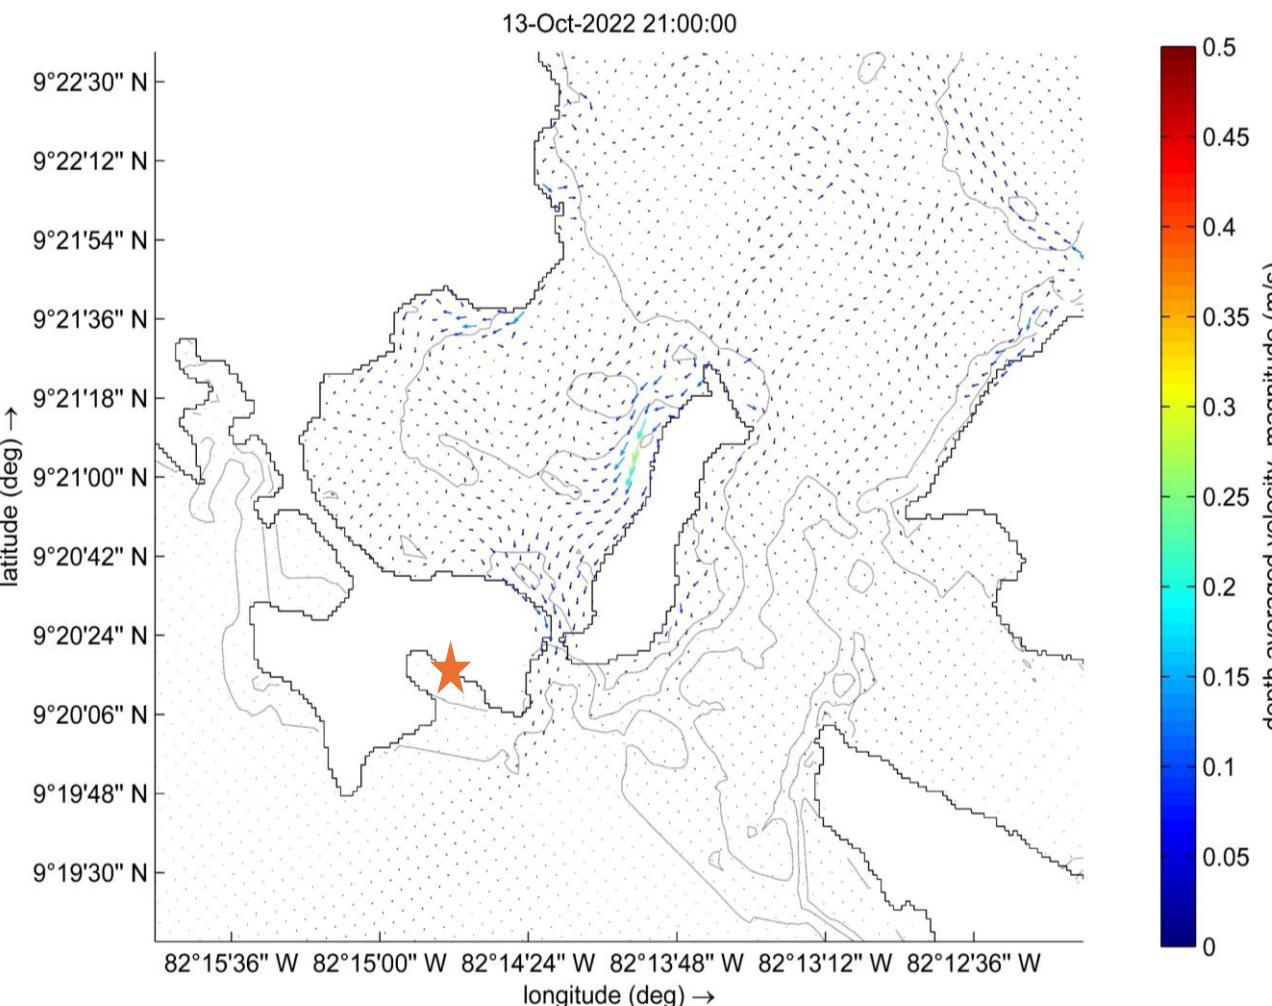 13-Oct-2022 21:00:00
9°22'30" N
9°22'12" N
9°21'54" N
9°21'36" N
9°21'18" N
9°21'00" N
9°20'42" N
9°20'24" N
9°20'06" N
9°19'48" N
9°19'30" N
latitude (deg) →
82°15'36" W 82°15'00" W 82°14'24" W 82°13'48" W 82°13'12" W 82°12'36" W
longitude (deg) →
0.5
0.45
0.4
0.35
0.3
0.25
0.2
0.15
0.1
0.05
0
depth averaged velocity, magnitude (m/s)